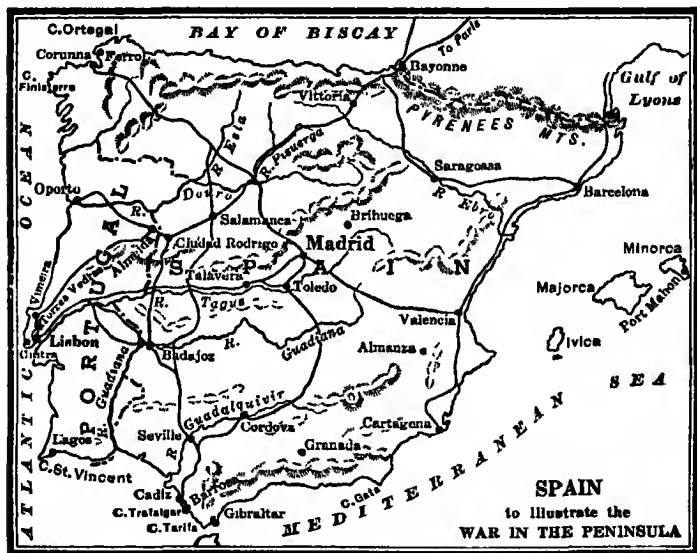 BAY OF BISCAY
C. Ortegal
Corunna
Ferro
To Paris
Bayonne
Gulf of
Lyons
C.
Finisterre
Vittoria
PYRENEES MTS.
R. Esla
R. Pisuerga
Saragossa
Barcelona
R. Ebro
Oporto
R. Douro
Salamanca
Brihuega
Almeida
Ciudad Rodrigo
Madrid
Minorca
Majorca
Port Mahon
SPAIN
Vimeira
Torres Vedras
Talavera
Toledo
R. Tagus
Valencia
Ivica
Lisbon
Cintra
PORTUGAL
Badajoz
R. Guadiana
Almanza
R. Guadiana
SEA
R. Guadalquivir
Seville
Cordova
Cartagena
Lagos
Granada
C. St. Vincent
Cadiz
Barrosa
C. Gata
C. Trafalgar
C. Tarifa
Gibraltar
MEDITERRANEAN
ATLANTIC OCEAN
SPAIN
to illustrate the
WAR IN THE PENINSULA